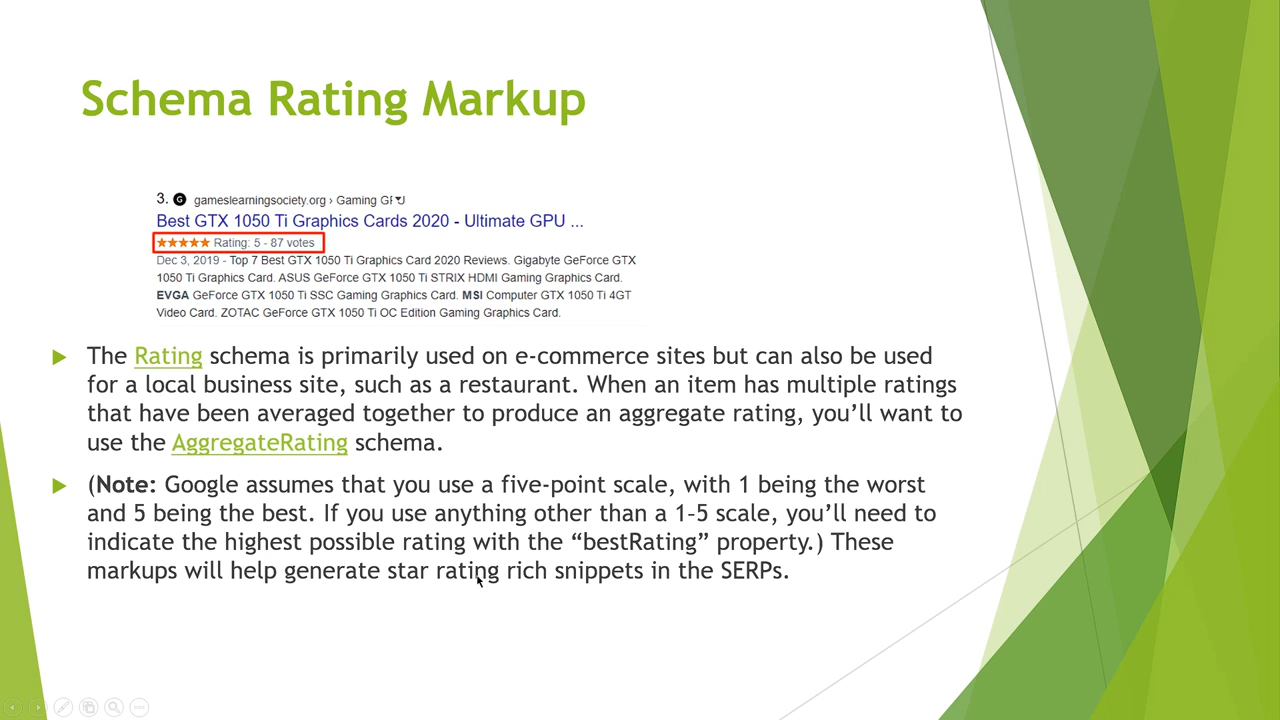 Schema Rating Markup
3. G gameslearningsociety.org › Gaming
Best GTX 1050 Ti Graphics Cards 2020 - Ultimate GPU ...
★★★★★ Rating: 5 - 87 votes
Dec 3, 2019 - Top 7 Best GTX 1050 Ti Graphics Card 2020 Reviews. Gigabyte GeForce GTX
1050 Ti Graphics Card. ASUS GeForce GTX 1050 Ti STRIX HDMI Gaming Graphics Card.
EVGA GeForce GTX 1050 Ti SSC Gaming Graphics Card. MSI Computer GTX 1050 Ti 4GT
Video Card. ZOTAC GeForce GTX 1050 Ti OC Edition Gaming Graphics Card.
The Rating schema is primarily used on e-commerce sites but can also be used
for a local business site, such as a restaurant. When an item has multiple ratings
that have been averaged together to produce an aggregate rating, you’ll want to
use the AggregateRating schema.
(Note: Google assumes that you use a five-point scale, with 1 being the worst
and 5 being the best. If you use anything other than a 1–5 scale, you’ll need to
indicate the highest possible rating with the “bestRating” property.) These
markups will help generate star rating rich snippets in the SERPs.